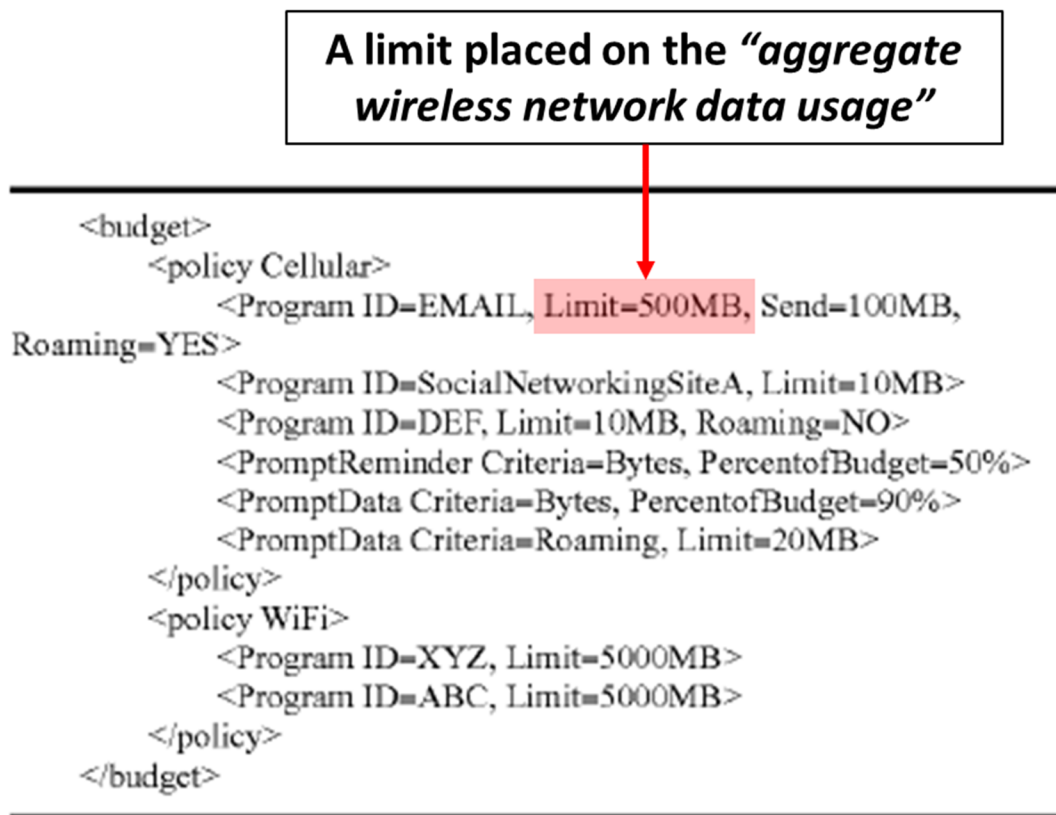 A limit placed on the “aggregate
wireless network data usage”
<budget>
<policy Cellular>
<Program ID=EMAIL, Limit=500MB, Send=100MB,
Roaming=YES>
<Program ID=SocialNetworkingSiteA, Limit=10MB>
<Program ID=DEF, Limit=10MB, Roaming=NO>
<PromptReminder Criteria=Bytes, PercentofBudget=50%>
<PromptData Criteria=Bytes, PercentofBudget=90%>
<PromptData Criteria=Roaming, Limit=20MB>
</policy>
<policy WiFi>
<Program ID=XYZ, Limit=5000MB>
<Program ID=ABC, Limit=5000MB>
</policy>
</budget>